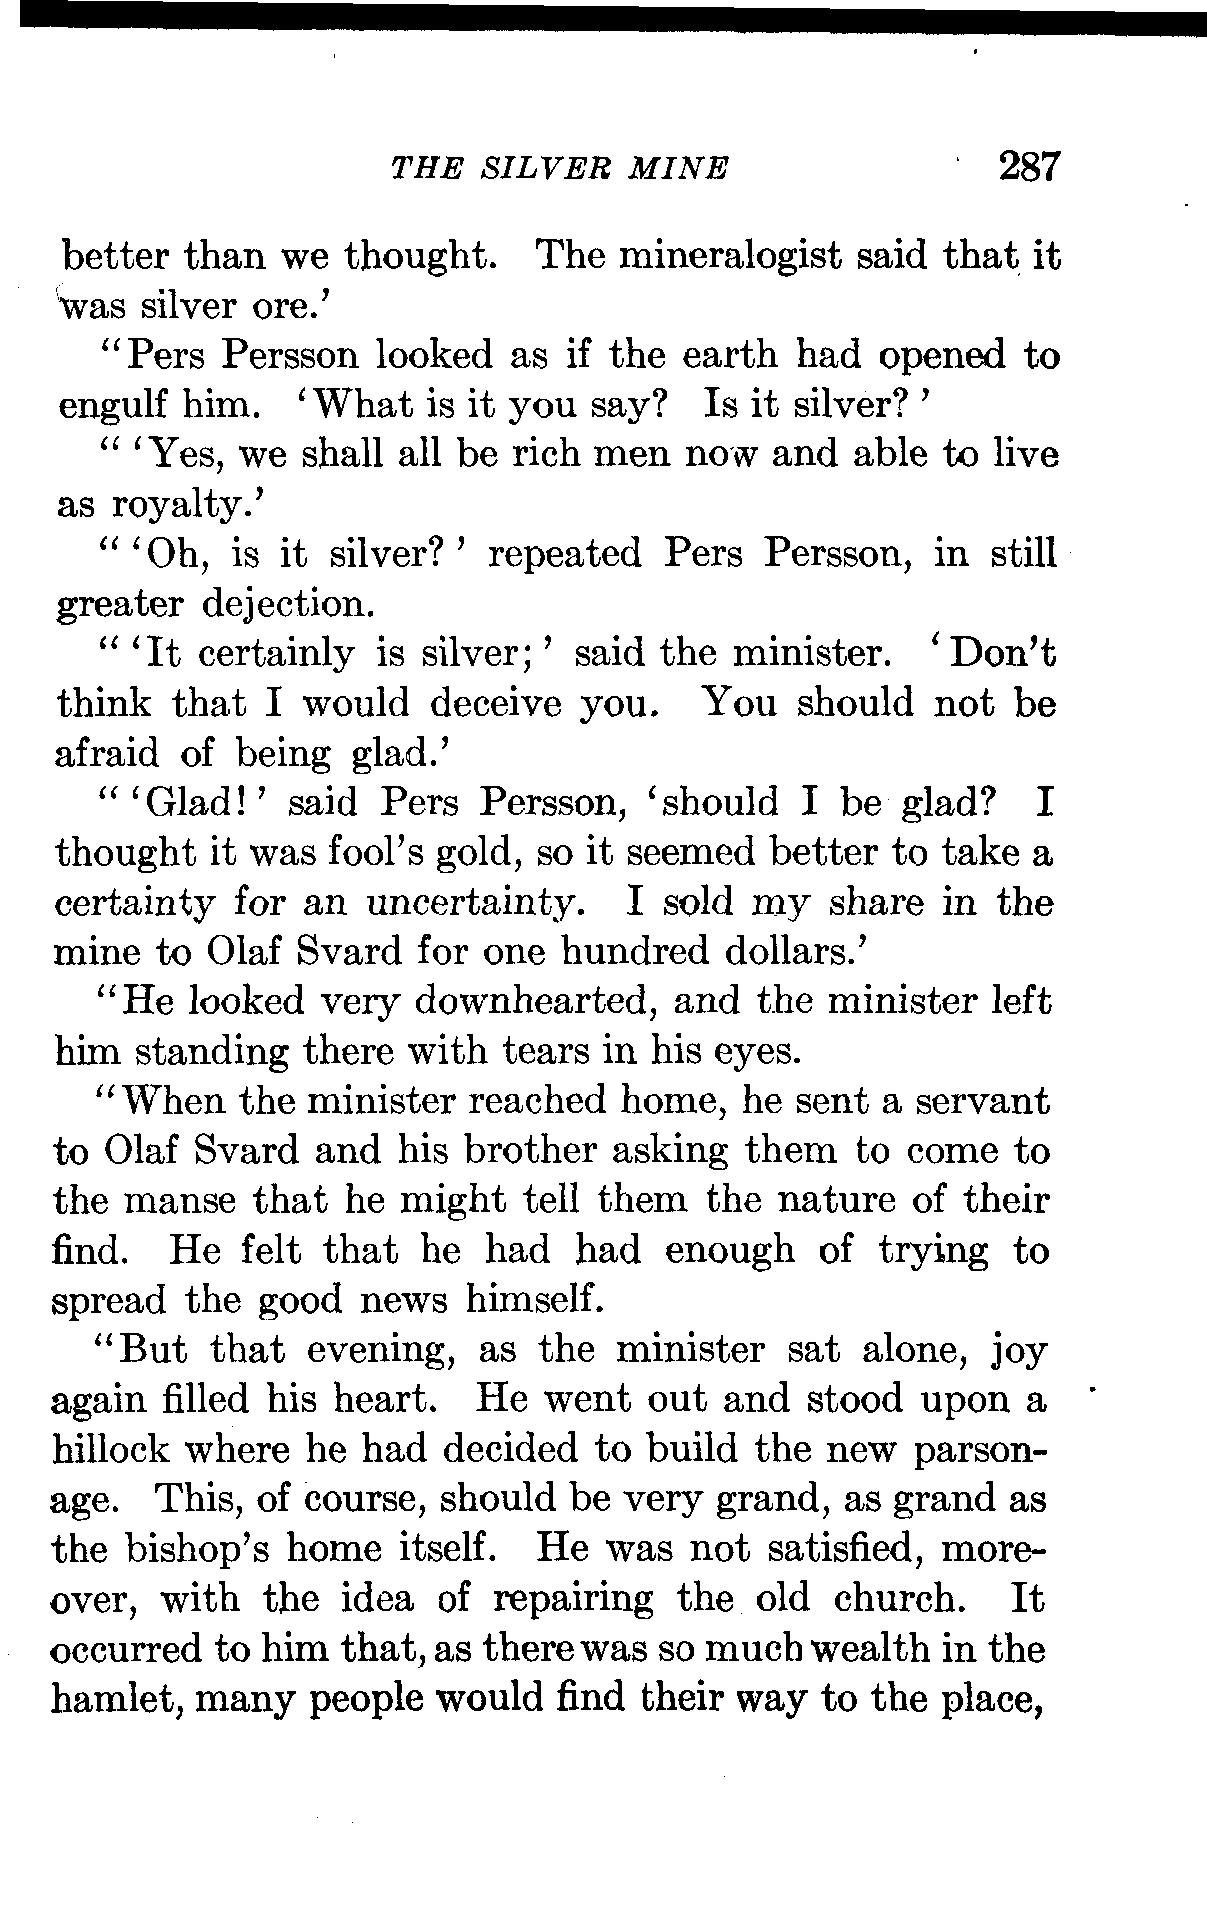 THE SILVER MINE 287
better than we thought. The mineralogist said that it
was silver ore.'
"Pers Persson looked as if the earth had opened to
engulf him. 'What is it you say? Is it silver?'
"'Yes, we shall all be rich men now and able to live
as royalty.'
"'Oh, is it silver?' repeated Pers Persson, in still
greater dejection.
"'It certainly is silver;' said the minister. 'Don't
think that I would deceive you. You should not be
afraid of being glad.'
"'Glad!' said Pers Persson, 'should I be glad? I
thought it was fool's gold, so it seemed better to take a
certainty for an uncertainty. I sold my share in the
mine to Olaf Svard for one hundred dollars.'
"He looked very downhearted, and the minister left
him standing there with tears in his eyes.
"When the minister reached home, he sent a servant
to Olaf Svard and his brother asking them to come to
the manse that he might tell them the nature of their
find. He felt that he had had enough of trying to
spread the good news himself.
"But that evening, as the minister sat alone, joy
again filled his heart. He went out and stood upon a
hillock where he had decided to build the new parson-
age. This, of course, should be very grand, as grand as
the bishop's home itself. He was not satisfied, more-
over, with the idea of repairing the old church. It
occurred to him that, as there was so much wealth in the
hamlet, many people would find their way to the place,